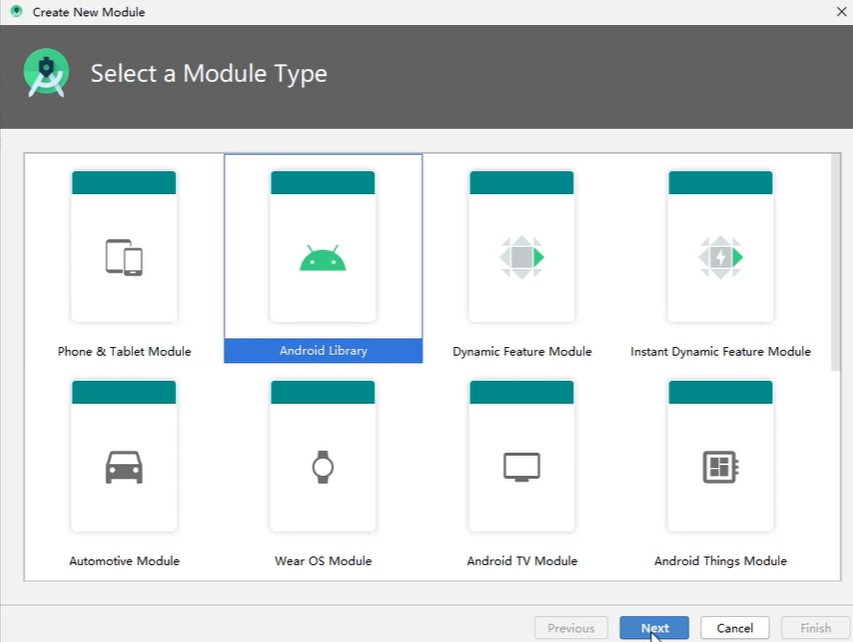 Create New Module
Select a Module Type
Phone & Tablet Module
Android Library
Dynamic Feature Module
Instant Dynamic Feature Module
Automotive Module
Wear OS Module
Android TV Module
Android Things Module
Previous
Next
Cancel
Finish